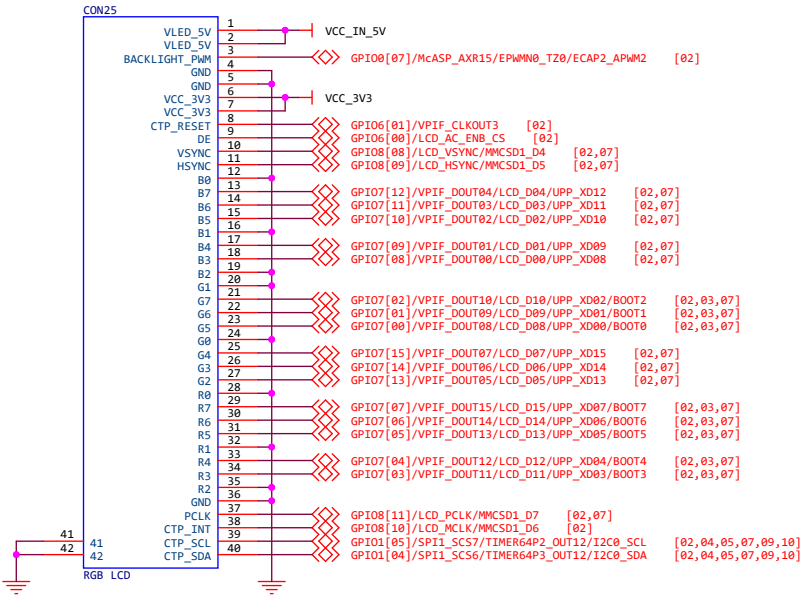 CON25
VLED_5V 1 VCC_IN_5V
VLED_5V 2
BACKLIGHT_PWM 3 GPIO0[07]/McASP_AXR15/EPWMN0_TZ0/ECAP2_APWM2 [02]
GND 4
GND 5
VCC_3V3 6 VCC_3V3
VCC_3V3 7
CTP_RESET 8 GPIO6[01]/VPIF_CLKOUT3 [02]
DE 9 GPIO6[00]/LCD_AC_ENB_CS [02]
VSYNC 10 GPIO8[08]/LCD_VSYNC/MMCSD1_D4 [02,07]
HSYNC 11 GPIO8[09]/LCD_HSYNC/MMCSD1_D5 [02,07]
B0 12
B7 13 GPIO7[12]/VPIF_DOUT04/LCD_D04/UPP_XD12 [02,07]
B6 14 GPIO7[11]/VPIF_DOUT03/LCD_D03/UPP_XD11 [02,07]
B5 15 GPIO7[10]/VPIF_DOUT02/LCD_D02/UPP_XD10 [02,07]
B1 16
B4 17 GPIO7[09]/VPIF_DOUT01/LCD_D01/UPP_XD09 [02,07]
B3 18 GPIO7[08]/VPIF_DOUT00/LCD_D00/UPP_XD08 [02,07]
B2 19
G1 20
G7 21 GPIO7[02]/VPIF_DOUT10/LCD_D10/UPP_XD02/BOOT2 [02,03,07]
G6 22 GPIO7[01]/VPIF_DOUT09/LCD_D09/UPP_XD01/BOOT1 [02,03,07]
G5 23 GPIO7[00]/VPIF_DOUT08/LCD_D08/UPP_XD00/BOOT0 [02,03,07]
G0 24
G4 25 GPIO7[15]/VPIF_DOUT07/LCD_D07/UPP_XD15 [02,07]
G3 26 GPIO7[14]/VPIF_DOUT06/LCD_D06/UPP_XD14 [02,07]
G2 27 GPIO7[13]/VPIF_DOUT05/LCD_D05/UPP_XD13 [02,07]
R0 28
R7 29 GPIO7[07]/VPIF_DOUT15/LCD_D15/UPP_XD07/BOOT7 [02,03,07]
R6 30 GPIO7[06]/VPIF_DOUT14/LCD_D14/UPP_XD06/BOOT6 [02,03,07]
R5 31 GPIO7[05]/VPIF_DOUT13/LCD_D13/UPP_XD05/BOOT5 [02,03,07]
R1 32
R4 33 GPIO7[04]/VPIF_DOUT12/LCD_D12/UPP_XD04/BOOT4 [02,03,07]
R3 34 GPIO7[03]/VPIF_DOUT11/LCD_D11/UPP_XD03/BOOT3 [02,03,07]
R2 35
GND 36
PCLK 37 GPIO8[11]/LCD_PCLK/MMCSD1_D7 [02,07]
CTP_INT 38 GPIO8[10]/LCD_MCLK/MMCSD1_D6 [02]
41 41 CTP_SCL 39 GPIO1[05]/SPI1_SCS7/TIMER64P2_OUT12/I2C0_SCL [02,04,05,07,09,10]
42 42 CTP_SDA 40 GPIO1[04]/SPI1_SCS6/TIMER64P3_OUT12/I2C0_SDA [02,04,05,07,09,10]
RGB LCD